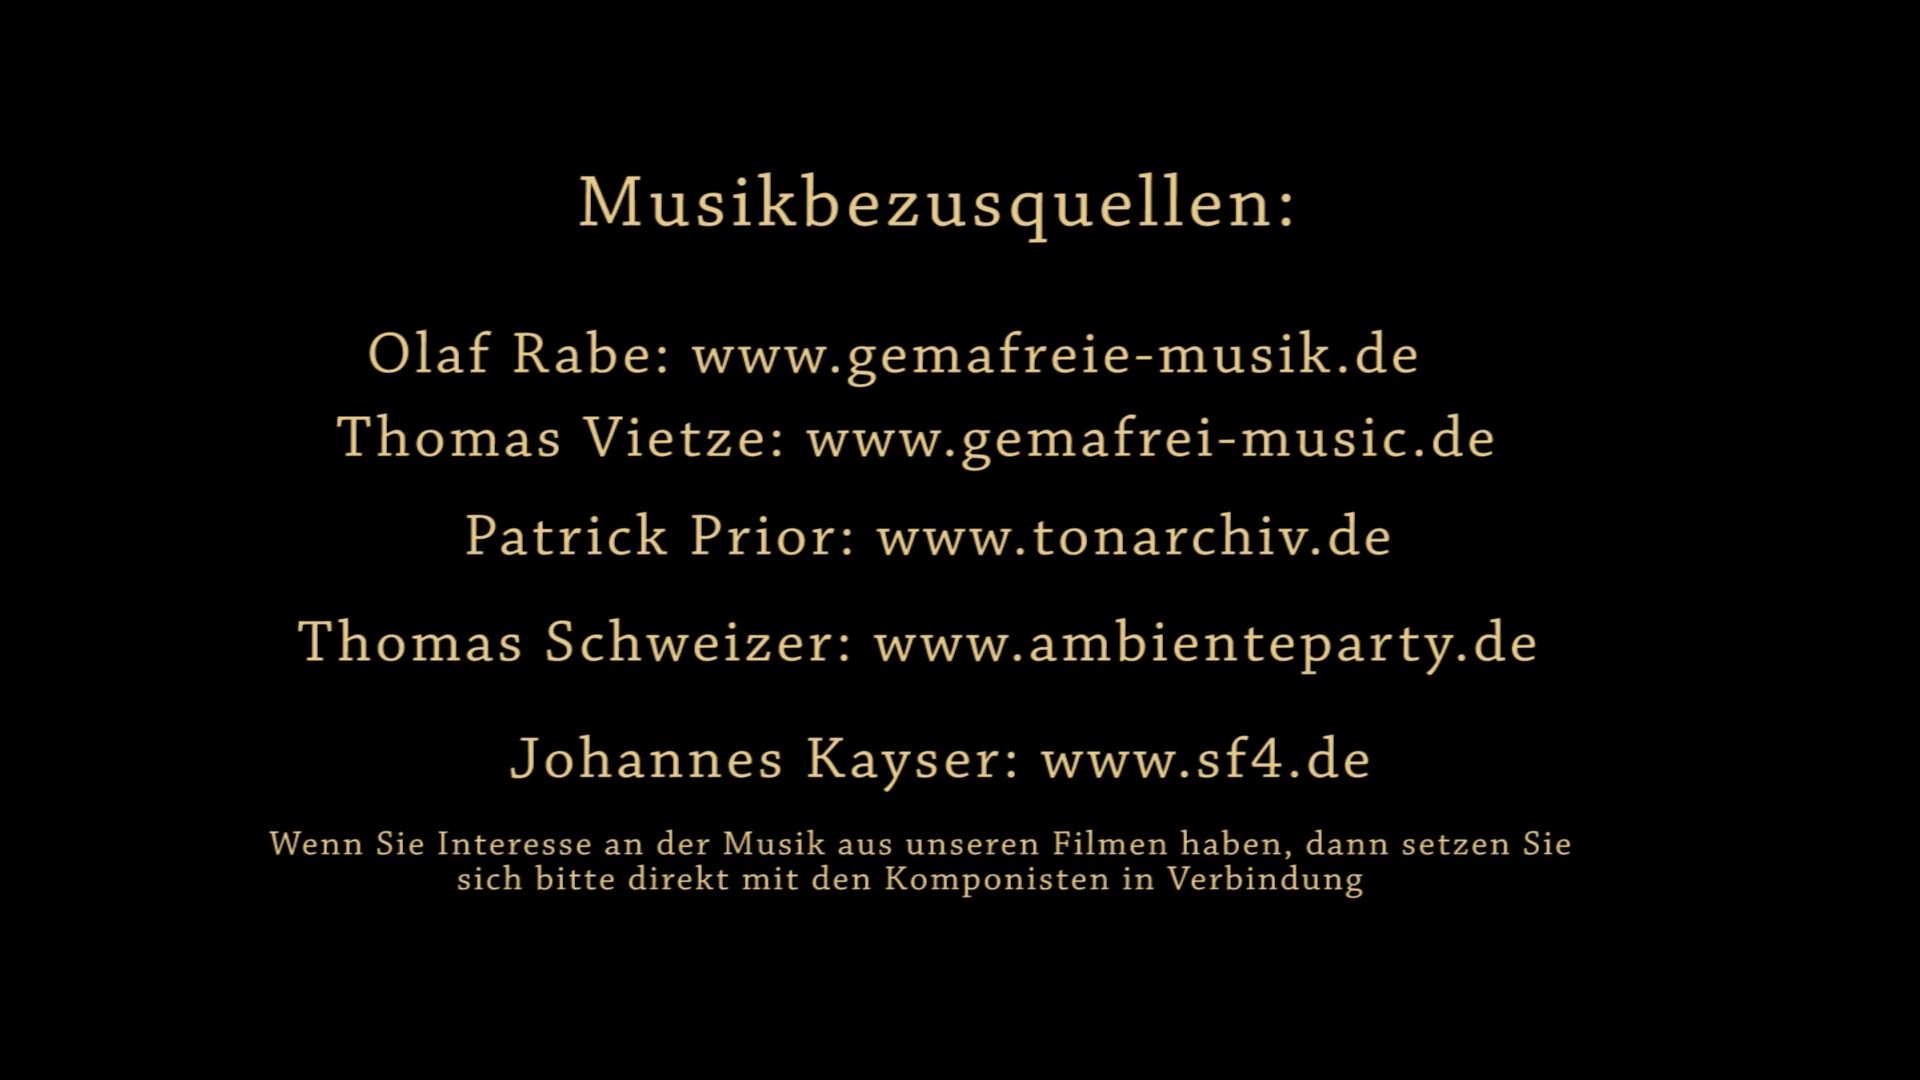 Musikbezusquellen:
Olaf Rabe: www.gemafreie-musik.de
Thomas Vietze: www.gemafrei-music.de
Patrick Prior: www.tonarchiv.de
Thomas Schweizer: www.ambienteparty.de
Johannes Kayser: www.sf4.de
Wenn Sie Interesse an der Musik aus unseren Filmen haben, dann setzen Sie
sich bitte direkt mit den Komponisten in Verbindung